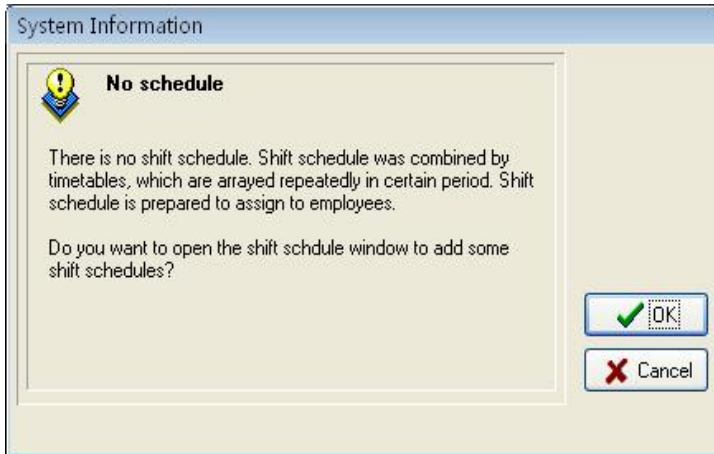 System Information
No schedule
There is no shift schedule. Shift schedule was combined by
timetables, which are arrayed repeatedly in certain period. Shift
schedule is prepared to assign to employees.
Do you want to open the shift schdule window to add some
shift schedules?
OK
Cancel